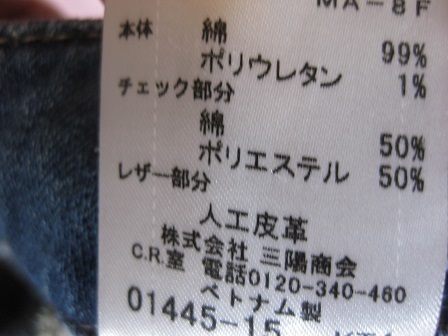 MA-8F
本体 綿 99%
ポリウレタン 1%
チェック部分
綿 50%
ポリエステル 50%
レザー部分
人工皮革
株式会社 三陽商会
C.R.室 電話0120-340-460
ベトナム製
01445-15